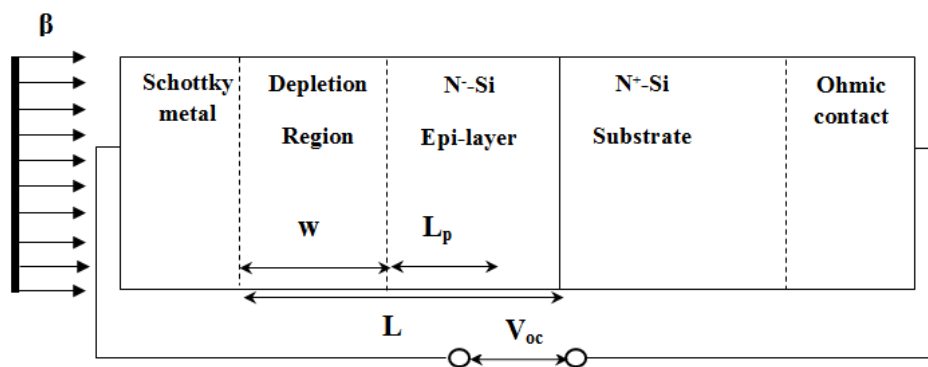 β
Schottky
metal
Depletion
Region
N⁻-Si
Epi-layer
N⁺-Si
Substrate
Ohmic
contact
w
Lₚ
L
Vₒc